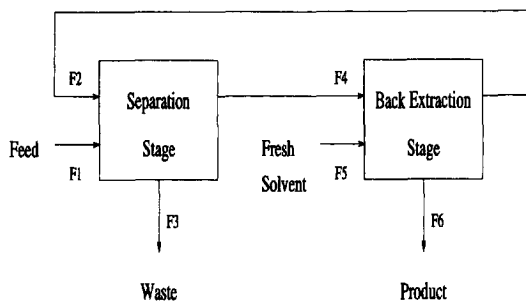 F2
Separation
F4
Back Extraction
Feed
Stage
Fresh
Stage
F1
Solvent
F5
F3
F6
Waste
Product